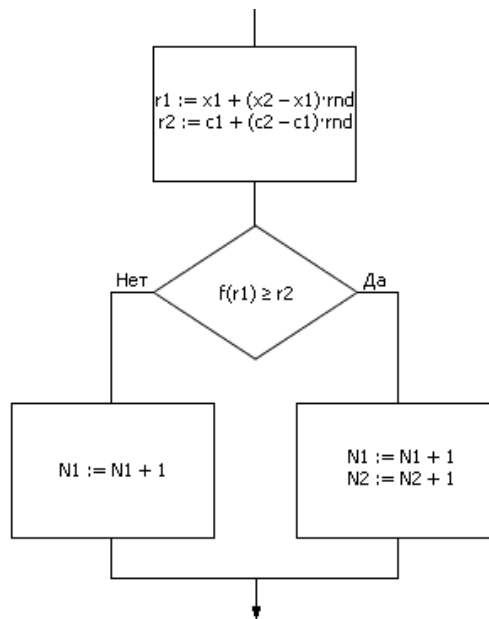 r1 := x1 + (x2 – x1)·rnd
r2 := c1 + (c2 – c1)·rnd
Нет
Да
f(r1) ≥ r2
N1 := N1 + 1
N1 := N1 + 1
N2 := N2 + 1